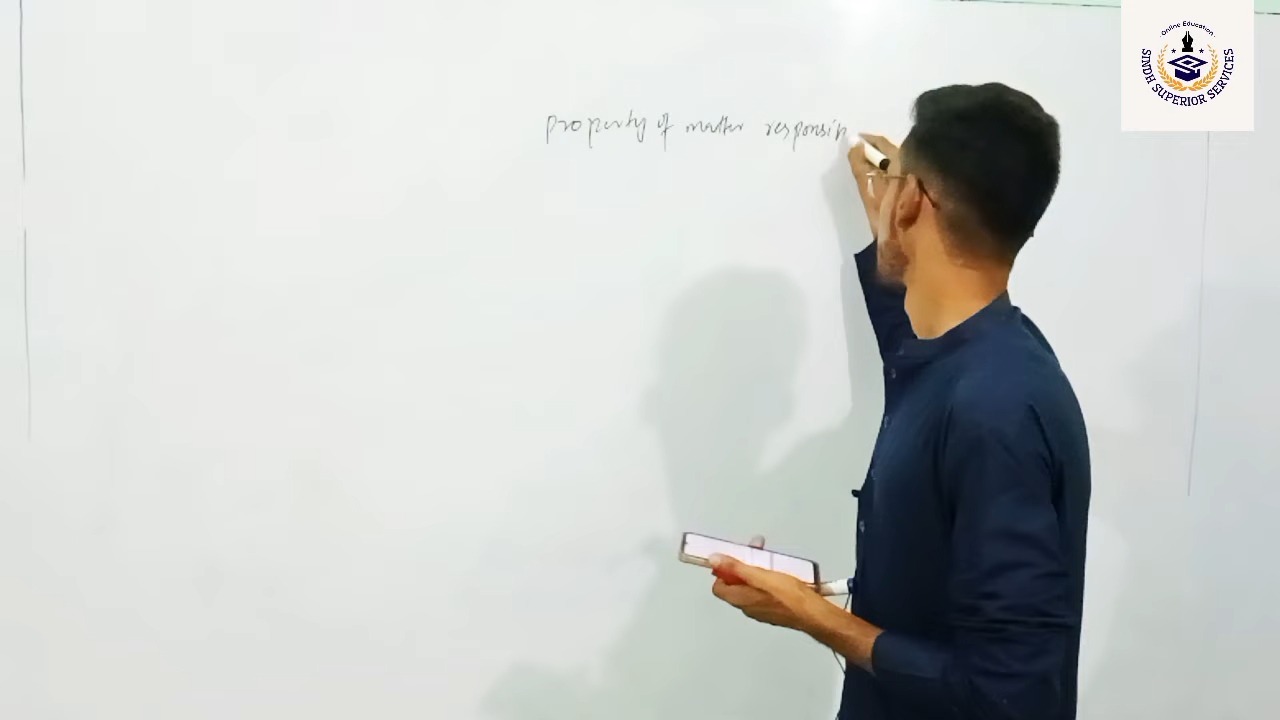 property of matter responsib
Online Education
SINDH SUPERIOR SERVICES